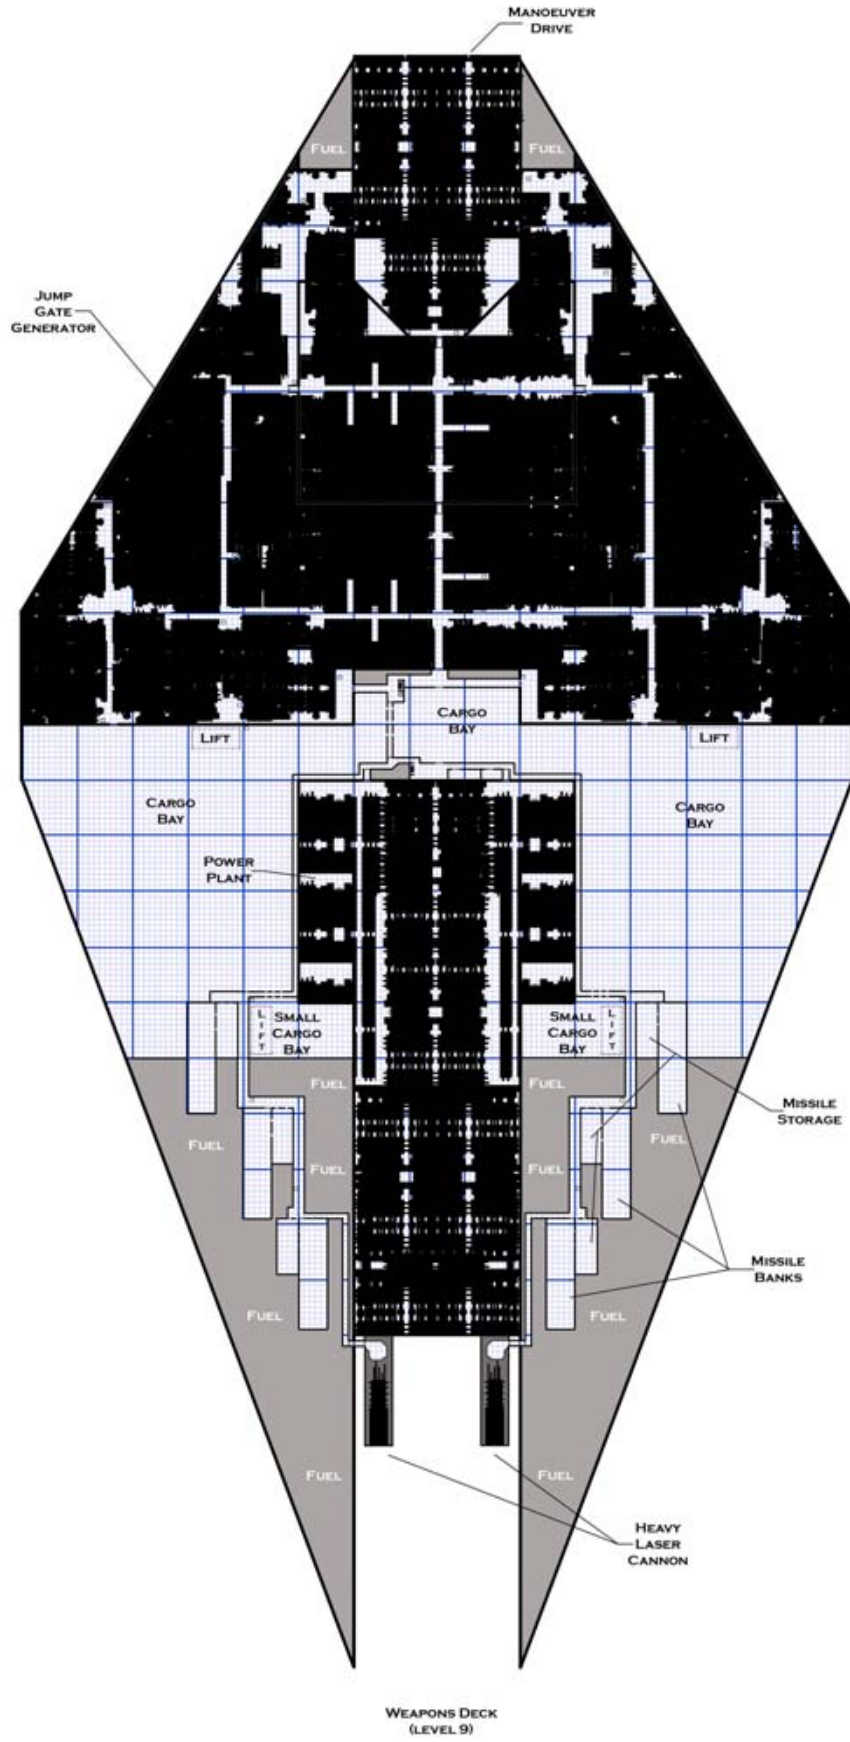 Manoeuver
Drive
Fuel
Fuel
Jump
Gate
Generator
Cargo
Bay
Lift
Lift
Cargo
Bay
Cargo
Bay
Power
Plant
L
I
F
T
Small
Cargo
Bay
Small
Cargo
Bay
L
I
F
T
Fuel
Fuel
Missile
Storage
Fuel
Fuel
Fuel
Fuel
Missile
Banks
Fuel
Fuel
Fuel
Fuel
Heavy
Laser
Cannon
Weapons Deck
(Level 9)